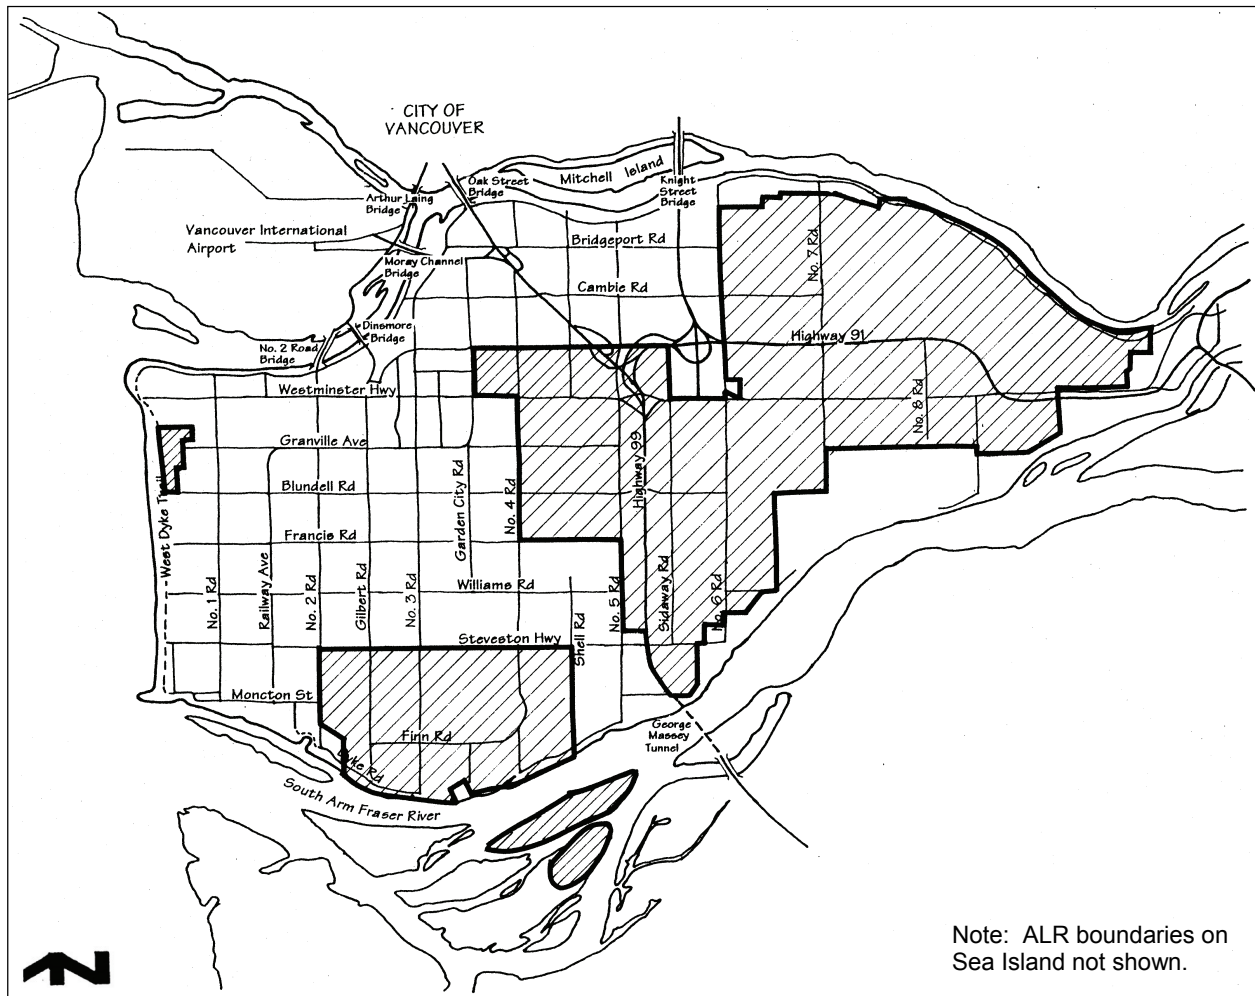 CITY OF
VANCOUVER
Mitchell Island
Oak Street
Bridge
Knight
Street
Bridge
Arthur Laing
Bridge
Vancouver International
Airport
Moray Channel
Bridge
Bridgeport Rd
No. 7 Rd
Cambie Rd
Dinsmore
Bridge
No. 2 Road
Bridge
Highway 91
Westminster Hwy
No. 8 Rd
Granville Ave
Highway 99
Blundell Rd
West Dyke Trail
Garden City Rd
No. 4 Rd
Francis Rd
Williams Rd
No. 1 Rd
Railway Ave
No. 2 Rd
Gilbert Rd
No. 3 Rd
Shell Rd
No. 5 Rd
Sidaway Rd
No. 6 Rd
Steveston Hwy
Moncton St
Finn Rd
Dyke Rd
George
Massey
Tunnel
South Arm Fraser River
N
Note: ALR boundaries on
Sea Island not shown.